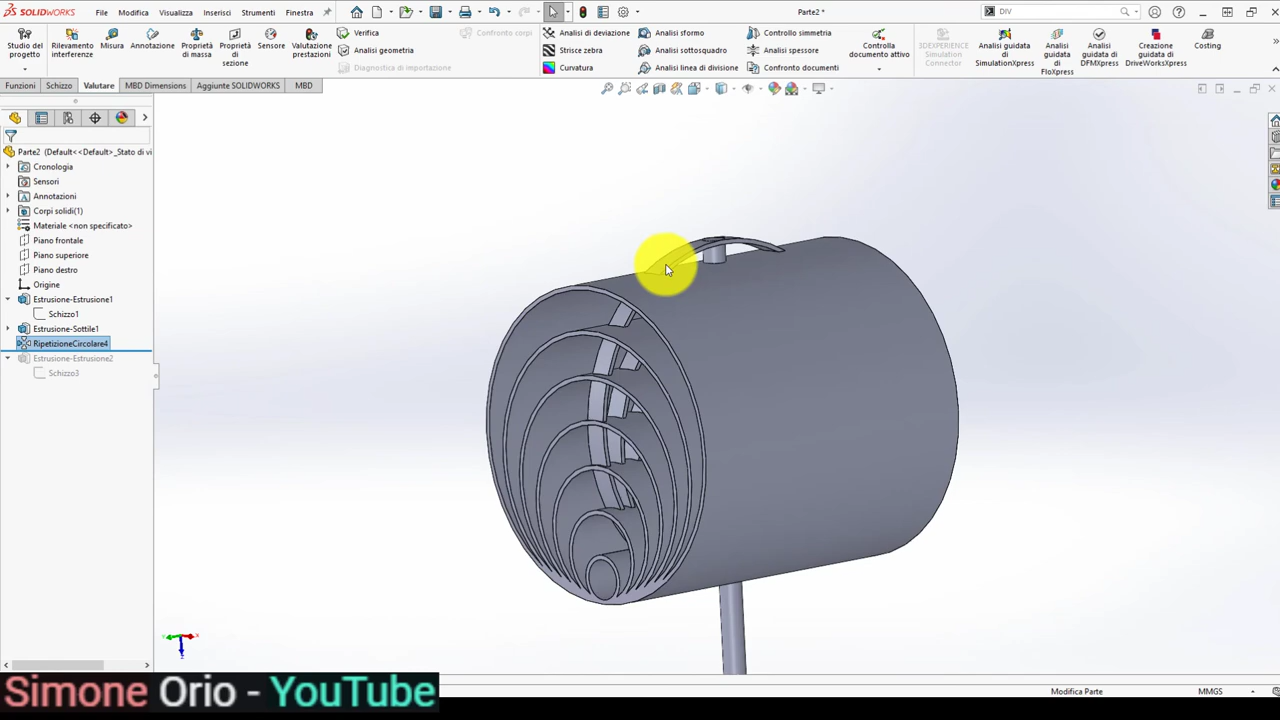 SOLIDWORKS File Modifica Visualizza Inserisci Strumenti Finestra Parte2 * DIV
Studio del progetto
Rilevamento interferenze
Misura
Annotazione
Proprietà di massa
Proprietà di sezione
Sensore
Valutazione prestazioni
Verifica
Analisi geometria
Diagnostica di importazione
Confronto corpi
Analisi di deviazione
Strisce zebra
Curvatura
Analisi sformo
Analisi sottosquadro
Analisi linea di divisione
Controllo simmetria
Analisi spessore
Confronto documenti
Controlla documento attivo
3DEXPERIENCE Simulation Connector
Analisi guidata di SimulationXpress
Analisi guidata di FloXpress
Analisi guidata di DFMXpress
Creazione guidata di DriveWorksXpress
Costing
Funzioni Schizzo Valutare MBD Dimensions Aggiunte SOLIDWORKS MBD
Parte2 (Default<<Default>_Stato di vi
Cronologia
Sensori
Annotazioni
Corpi solidi(1)
Materiale <non specificato>
Piano frontale
Piano superiore
Piano destro
Origine
Estrusione-Estrusione1
Schizzo1
Estrusione-Sottile1
RipetizioneCircolare4
Estrusione-Estrusione2
Schizzo3
Simone Orio - YouTube
Modifica Parte MMGS